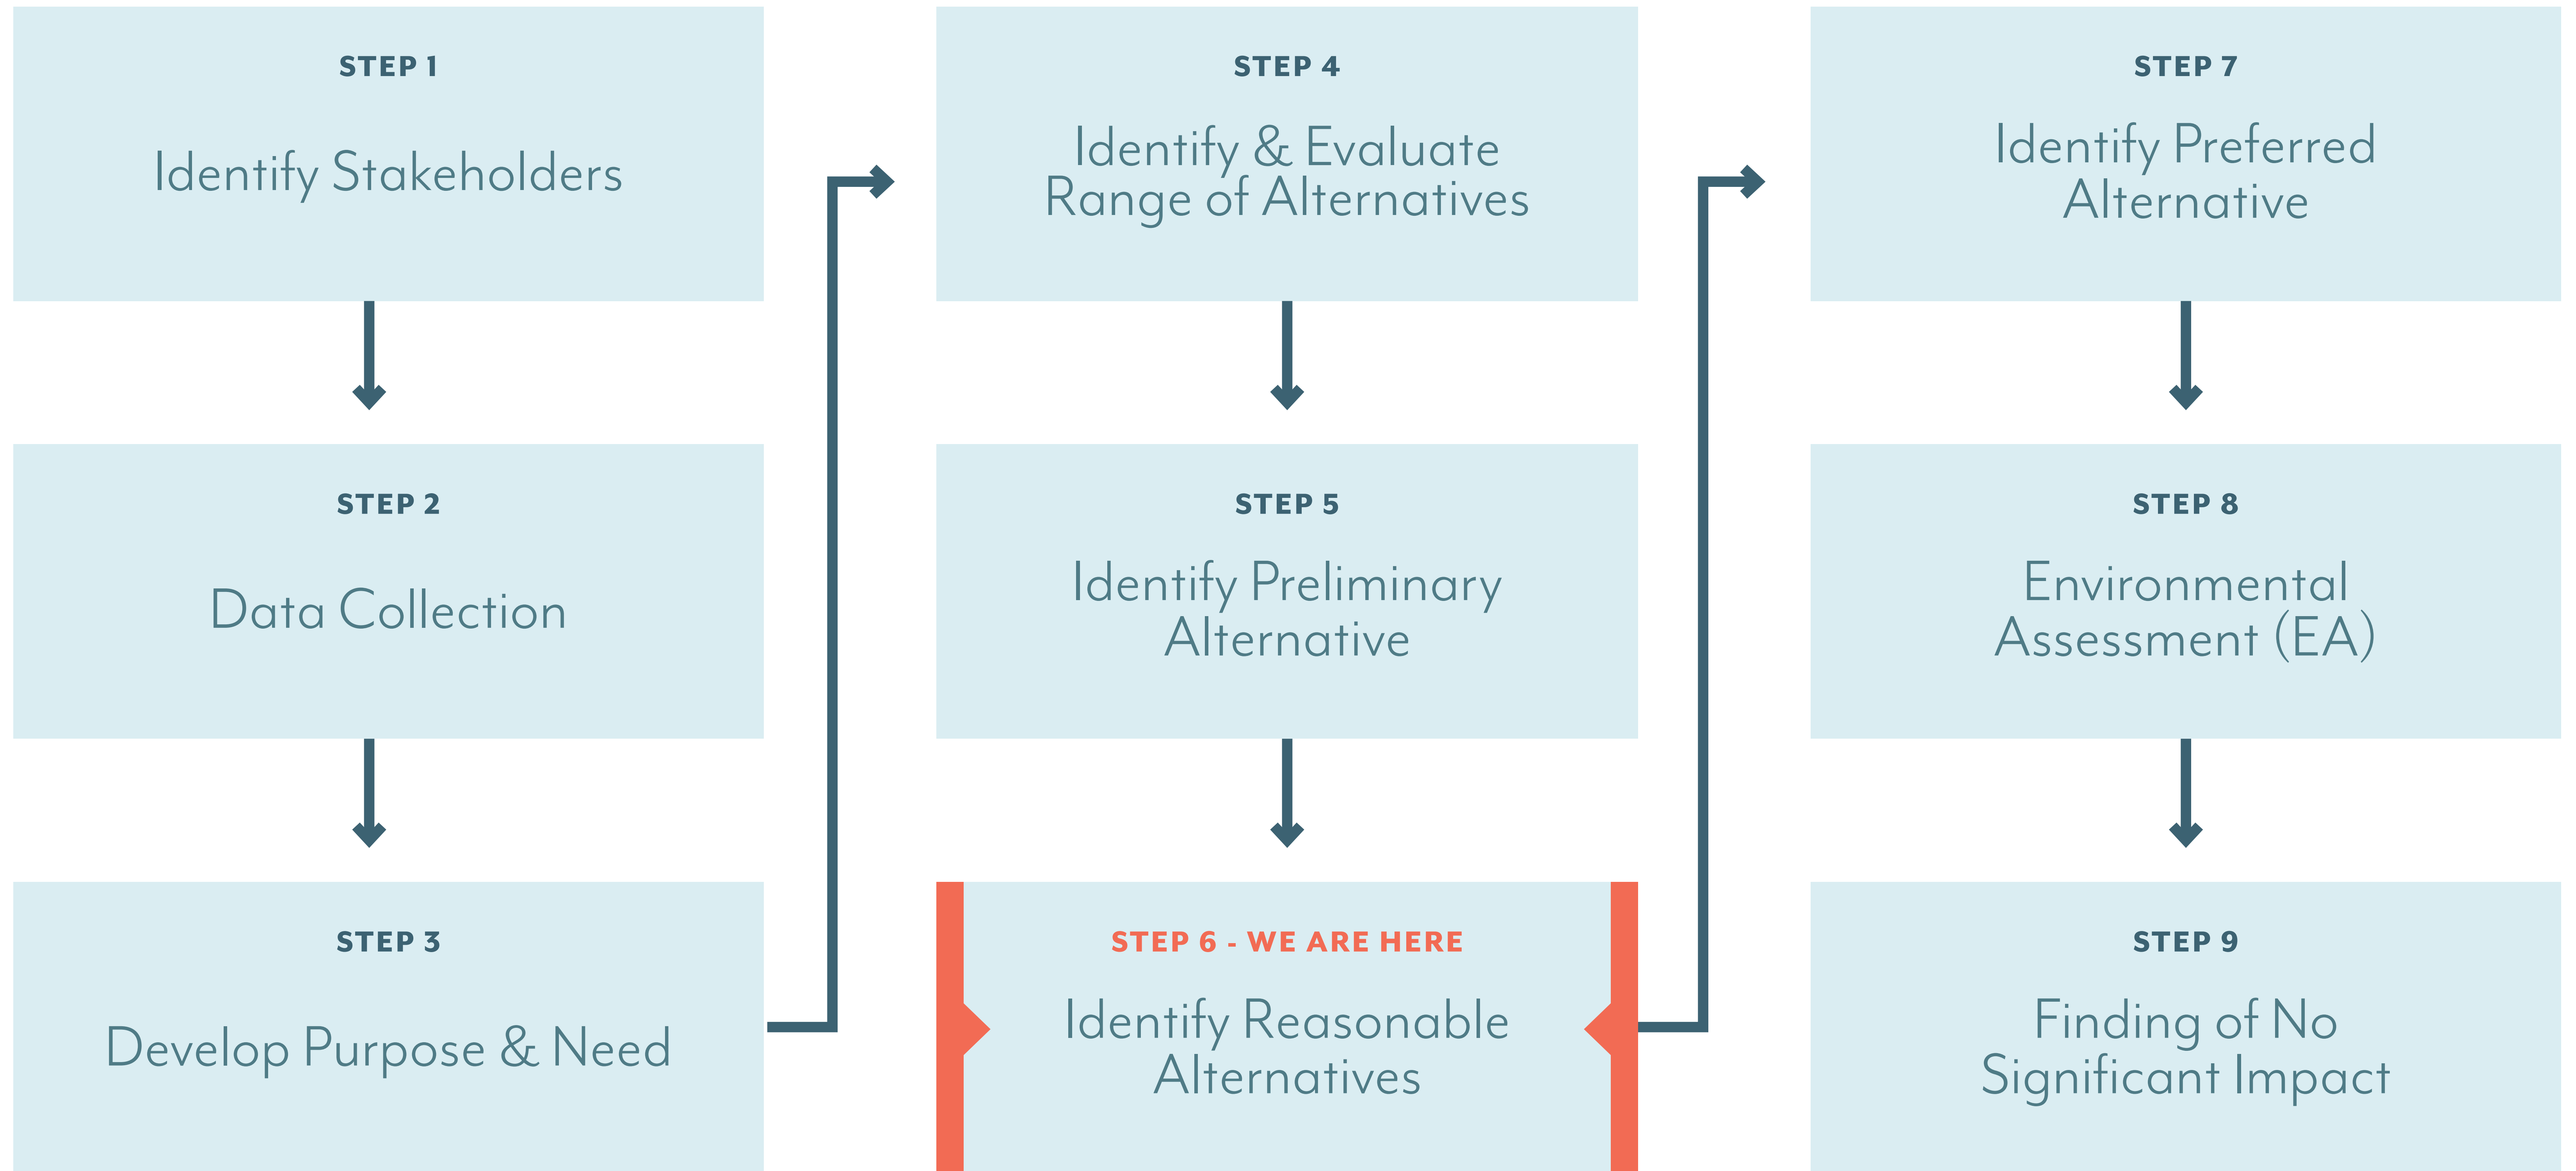 STEP 1
Identify Stakeholders
STEP 2
Data Collection
STEP 3
Develop Purpose & Need
STEP 4
Identify & Evaluate
Range of Alternatives
STEP 5
Identify Preliminary
Alternative
STEP 6 - WE ARE HERE
Identify Reasonable
Alternatives
STEP 7
Identify Preferred
Alternative
STEP 8
Environmental
Assessment (EA)
STEP 9
Finding of No
Significant Impact